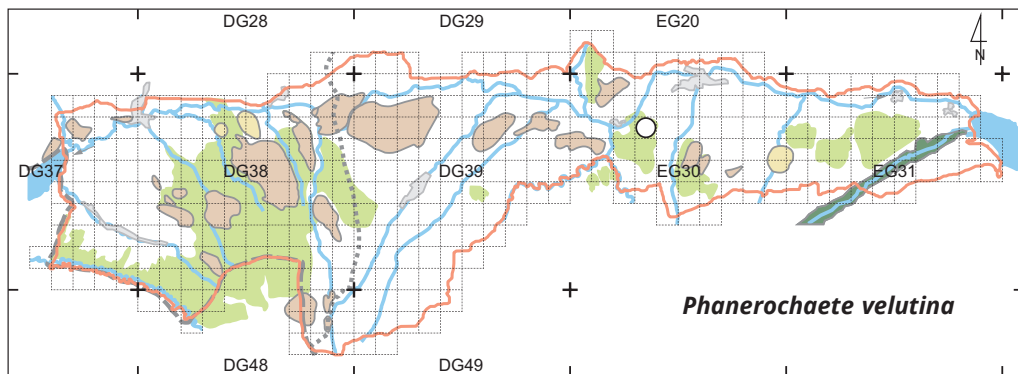 DG28 DG29 EG20
N
DG37 DG38 DG39 EG30 EG31
Phanerochaete velutina
DG48 DG49